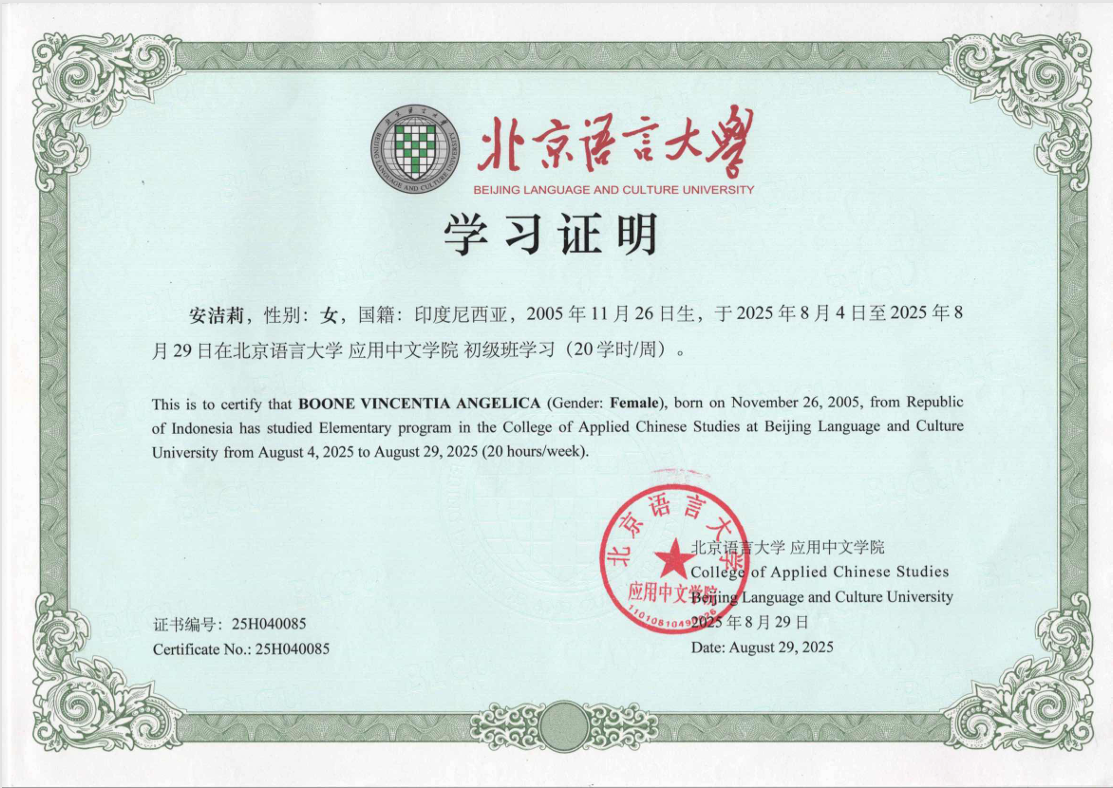 北京语言大学
BEIJING LANGUAGE AND CULTURE UNIVERSITY
学习证明
安洁莉，性别：女，国籍：印度尼西亚，2005 年 11 月 26 日生，于 2025 年 8 月 4 日至 2025 年 8
月 29 日在北京语言大学 应用中文学院 初级班学习（20 学时/周）。
This is to certify that BOONE VINCENTIA ANGELICA (Gender: Female), born on November 26, 2005, from Republic
of Indonesia has studied Elementary program in the College of Applied Chinese Studies at Beijing Language and Culture
University from August 4, 2025 to August 29, 2025 (20 hours/week).
北京语言大学
应用中文学院
北京语言大学 应用中文学院
College of Applied Chinese Studies
Beijing Language and Culture University
2025 年 8 月 29 日
Date: August 29, 2025
证书编号：25H040085
Certificate No.: 25H040085